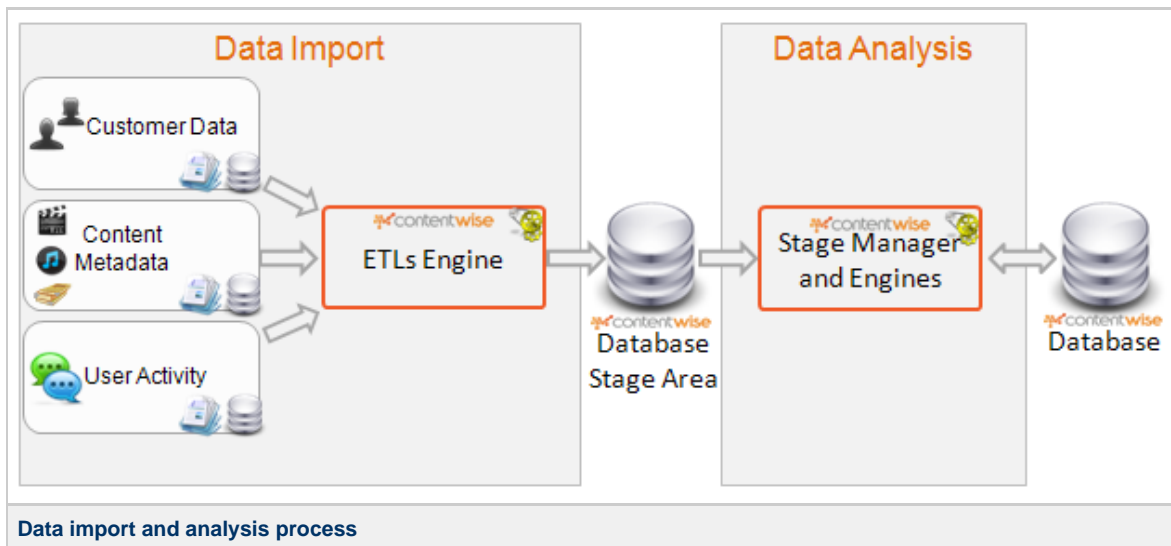 Data Import
Customer Data
Content
Metadata
User Activity
contentwise
ETLs Engine
contentwise
Database
Stage Area
Data Analysis
contentwise
Stage Manager
and Engines
contentwise
Database
Data import and analysis process